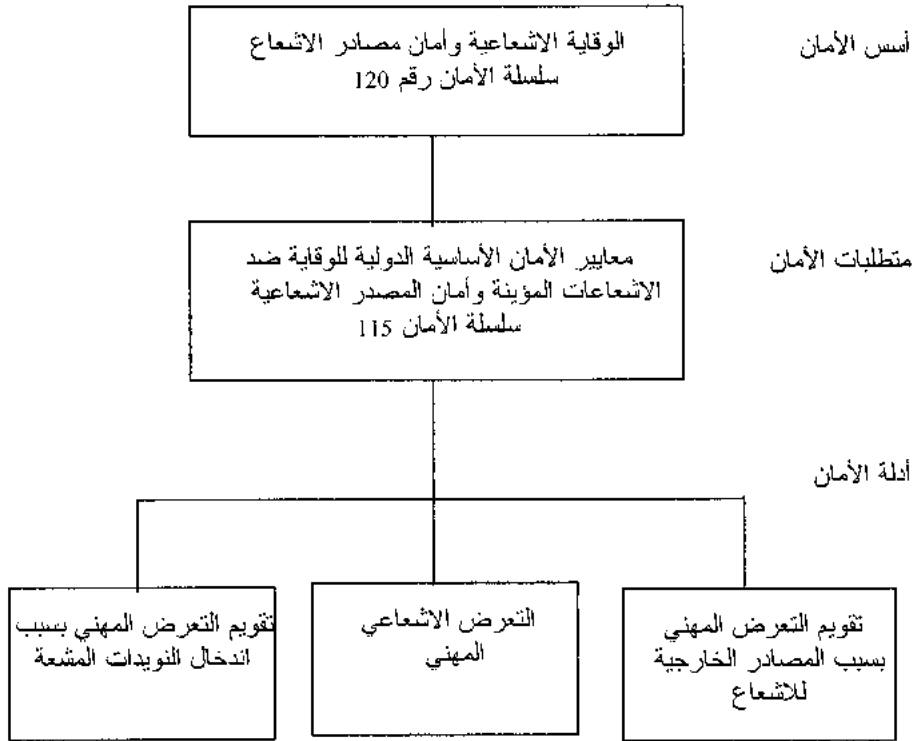 أسس الأمان
الوقاية الاشعاعية وأمان مصادر الاشعاع
سلسلة الأمان رقم 120
متطلبات الأمان
معايير الأمان الأساسية الدولية للوقاية ضد
الاشعاعات المؤينة وأمان المصدر الاشعاعية
سلسلة الأمان 115
أدلة الأمان
تقويم التعرض المهني
بسبب المصادر الخارجية
للاشعاع
التعرض الاشعاعي
المهني
تقويم التعرض المهني بسبب
اندخال النويدات المشعة